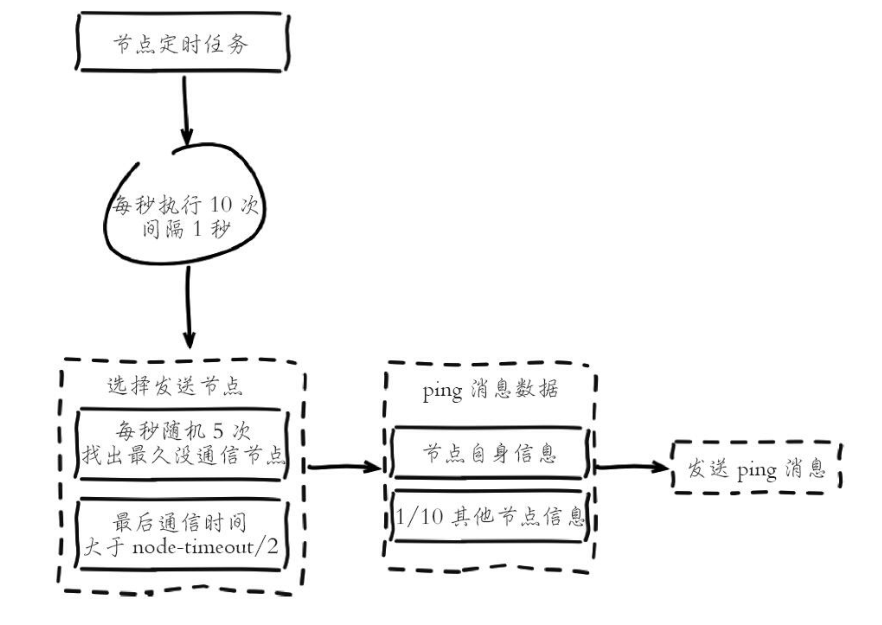 节点定时任务
每秒执行 10 次
间隔 1 秒
选择发送节点
每秒随机 5 次
找出最久没通信节点
最后通信时间
大于 node-timeout/2
ping 消息数据
节点自身信息
1/10 其他节点信息
发送 ping 消息